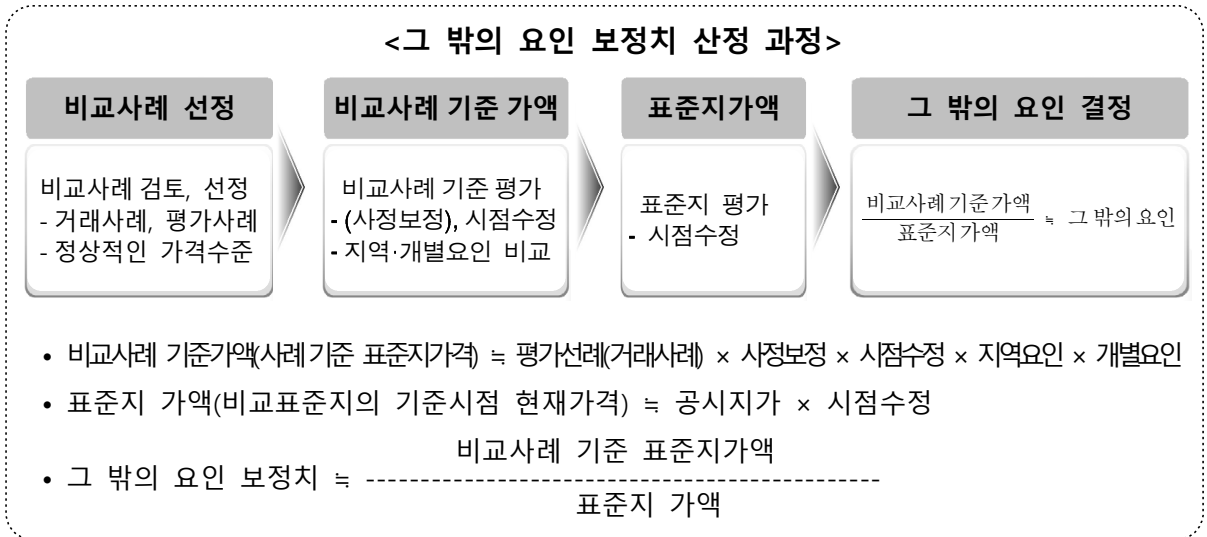 <그 밖의 요인 보정치 산정 과정>
비교사례 선정
비교사례 검토, 선정
- 거래사례, 평가사례
- 정상적인 가격수준
비교사례 기준 가액
비교사례 기준 평가
- (사정보정), 시점수정
- 지역·개별요인 비교
표준지가액
표준지 평가
- 시점수정
그 밖의 요인 결정
비교사례 기준가액
표준지가액
≒ 그 밖의 요인
• 비교사례 기준가액(사례기준 표준지가격) ≒ 평가선례(거래사례) × 사정보정 × 시점수정 × 지역요인 × 개별요인
• 표준지 가액(비교표준지의 기준시점 현재가격) ≒ 공시지가 × 시점수정
비교사례 기준 표준지가액
• 그 밖의 요인 보정치 ≒ -----------------------------------------------
표준지 가액